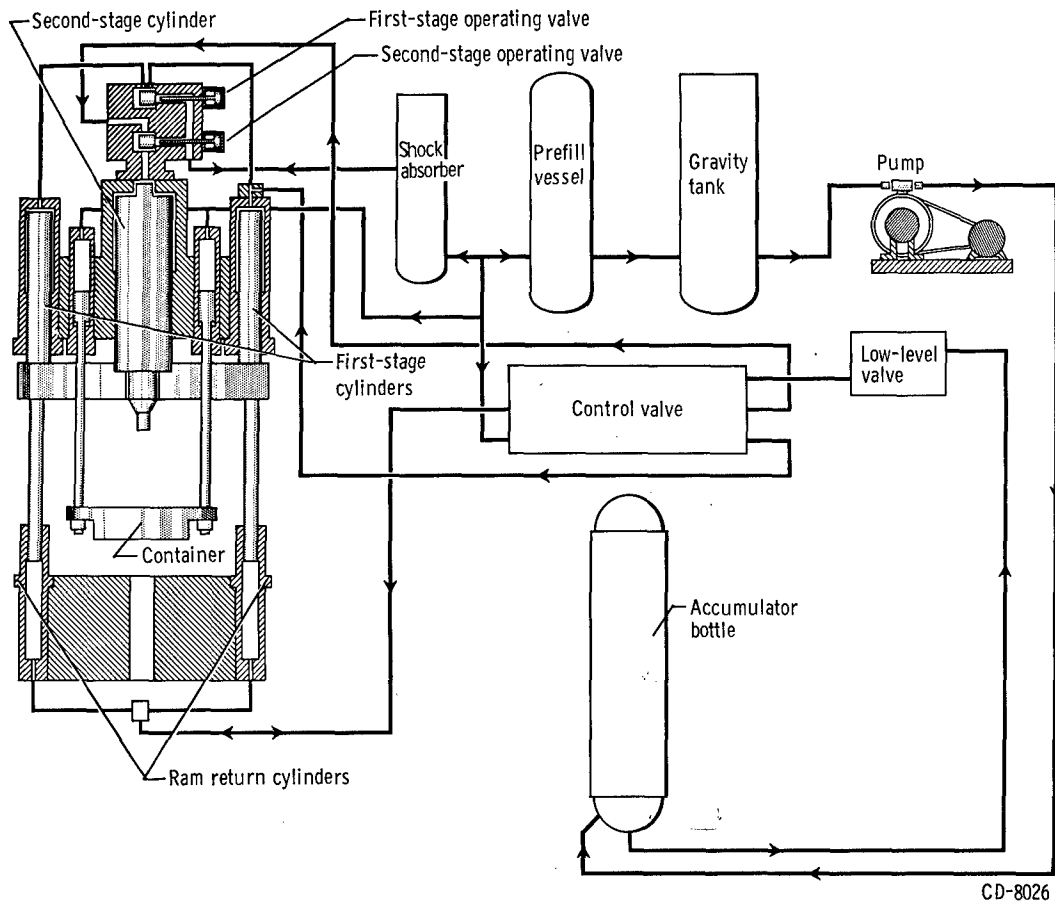 Second-stage cylinder
First-stage operating valve
Second-stage operating valve
Shock
absorber
Prefill
vessel
Gravity
tank
Pump
First-stage
cylinders
Control valve
Low-level
valve
Container
Accumulator
bottle
Ram return cylinders
CD-8026